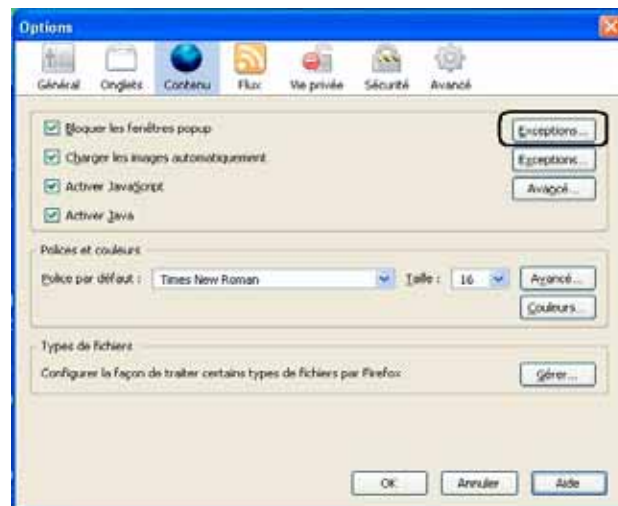 Options
Général Onglets Contenu Flux Vie privée Sécurité Avancé
Bloquer les fenêtres popup Exceptions...
Charger les images automatiquement Exceptions...
Activer JavaScript Avancé...
Activer Java
Polices et couleurs
Police par défaut : Times New Roman Taille : 16 Avancé...
Couleurs...
Types de fichiers
Configurer la façon de traiter certains types de fichiers par Firefox Gérer...
OK Annuler Aide